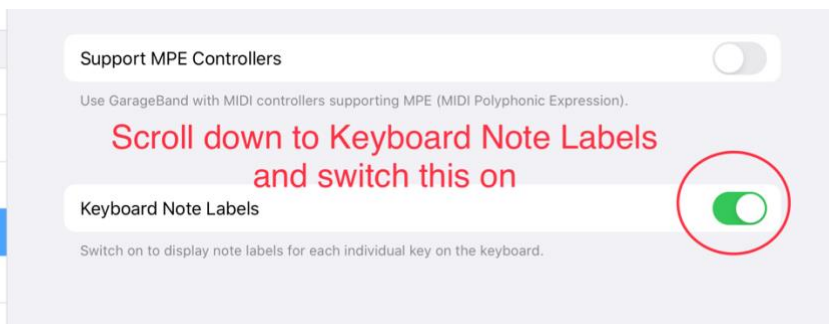 Support MPE Controllers
Use GarageBand with MIDI controllers supporting MPE (MIDI Polyphonic Expression).
Scroll down to Keyboard Note Labels
and switch this on
Keyboard Note Labels
Switch on to display note labels for each individual key on the keyboard.